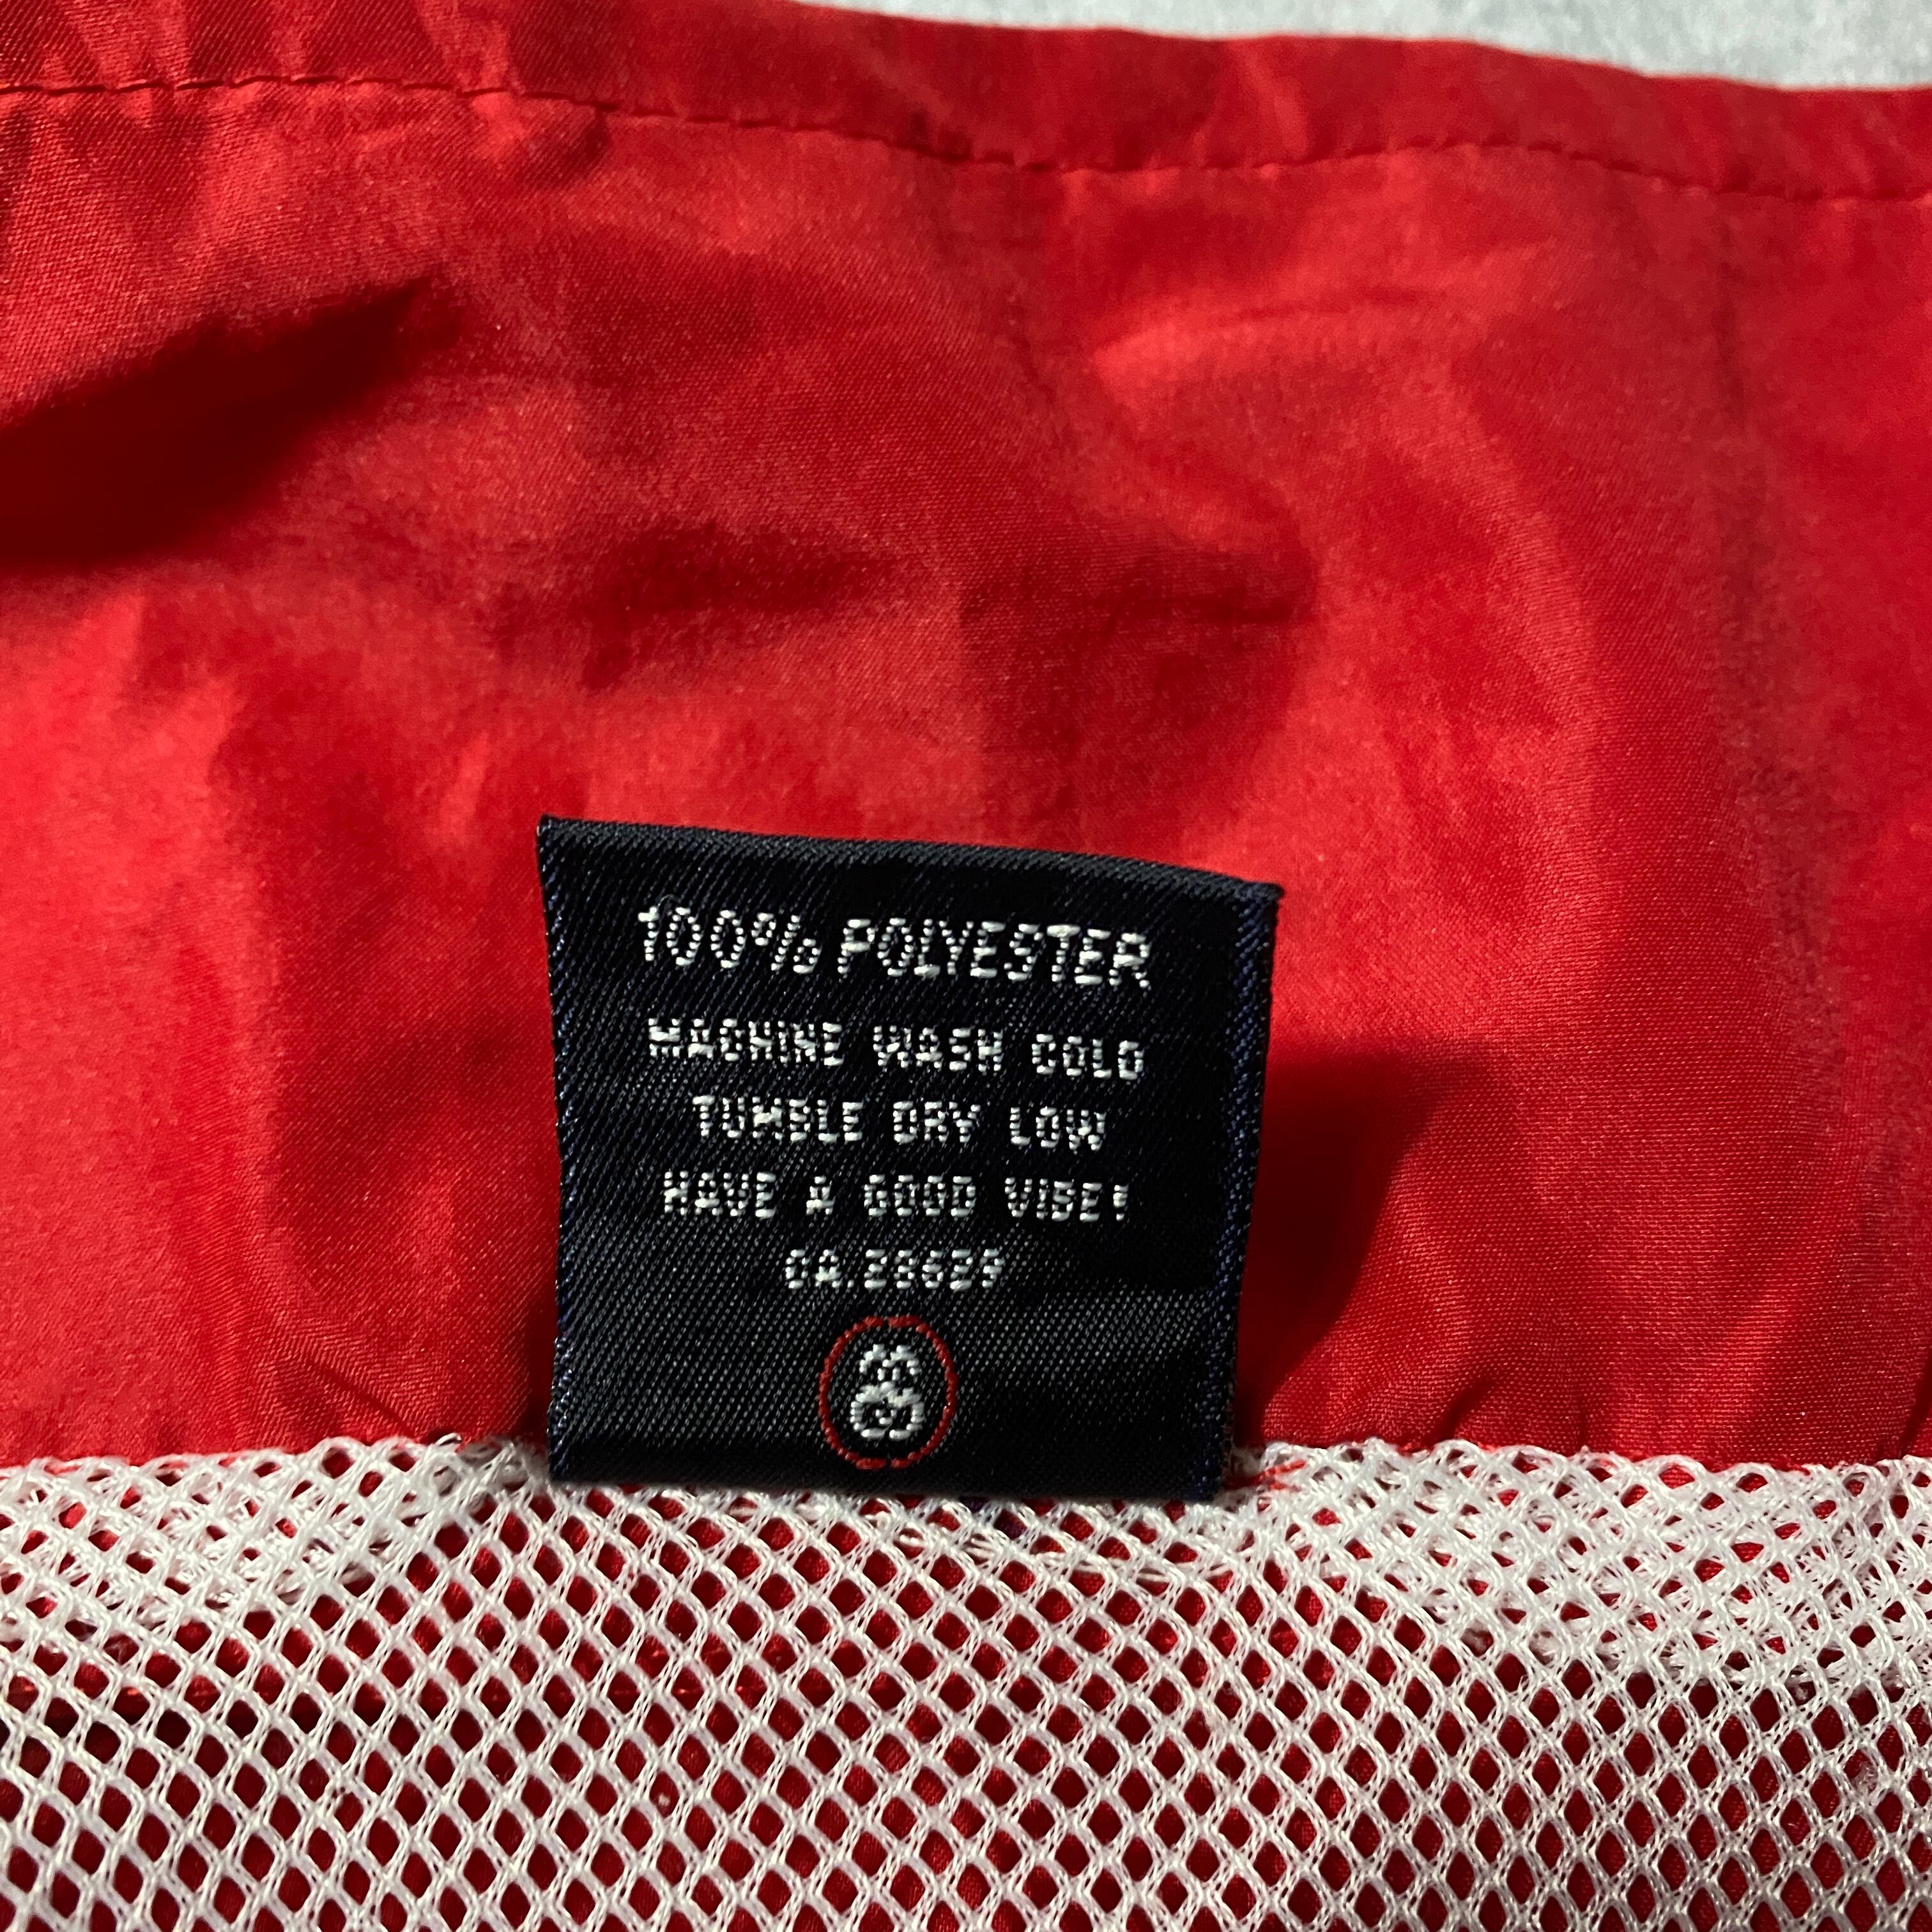 100% POLYESTER
MACHINE WASH COLD
TUMBLE DRY LOW
HAVE A GOOD VIBE!
CA.28629